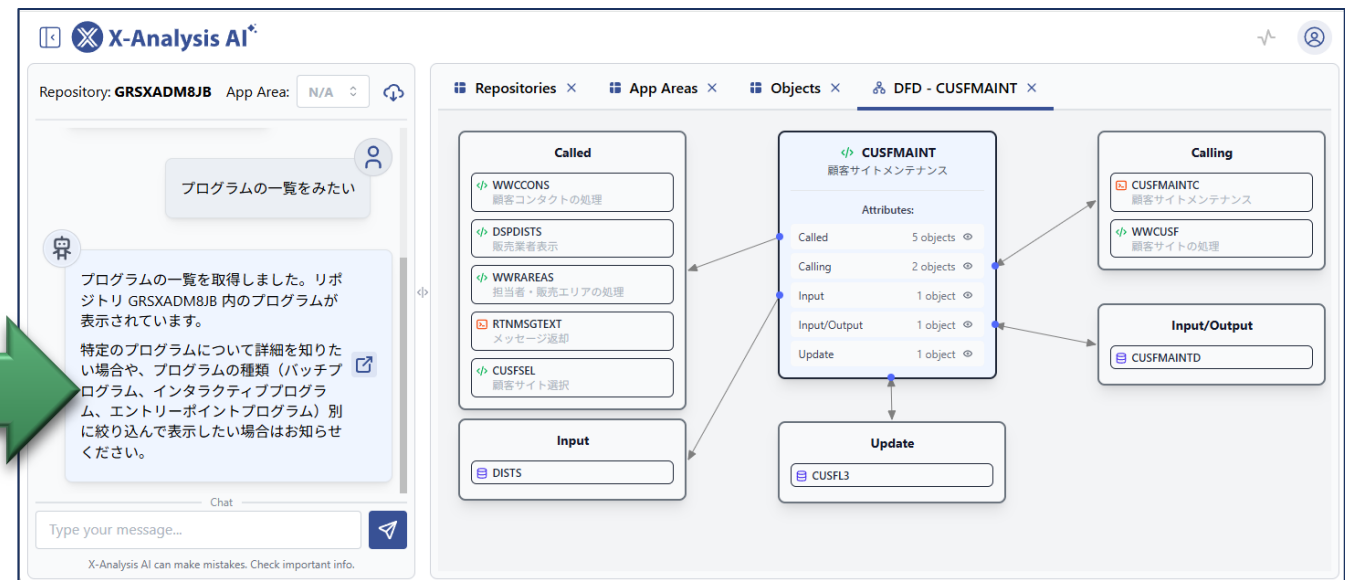 X-Analysis AI
Repository: GRSXADM8JB App Area: N/A
プログラムの一覧をみたい
プログラムの一覧を取得しました。リポ
ジトリ GRSXADM8JB 内のプログラムが
表示されています。
特定のプログラムについて詳細を知りた
い場合や、プログラムの種類（バッチプ
ログラム、インタラクティブプログラ
ム、エントリーポイントプログラム）別
に絞り込んで表示したい場合はお知らせ
ください。
Chat
Type your message...
X-Analysis AI can make mistakes. Check important info.
Repositories × App Areas × Objects × DFD - CUSFMAINT ×
Called
WWCCONS
顧客コンタクトの処理
DSPDISTS
販売業者表示
WWRAREAS
担当者・販売エリアの処理
RTNMSGTEXT
メッセージ返却
CUSFSEL
顧客サイト選択
Input
DISTS
CUSFMAINT
顧客サイトメンテナンス
Attributes:
Called 5 objects
Calling 2 objects
Input 1 object
Input/Output 1 object
Update 1 object
Update
CUSFL3
Calling
CUSFMAINTC
顧客サイトメンテナンス
WWCUSF
顧客サイトの処理
Input/Output
CUSFMAINTD